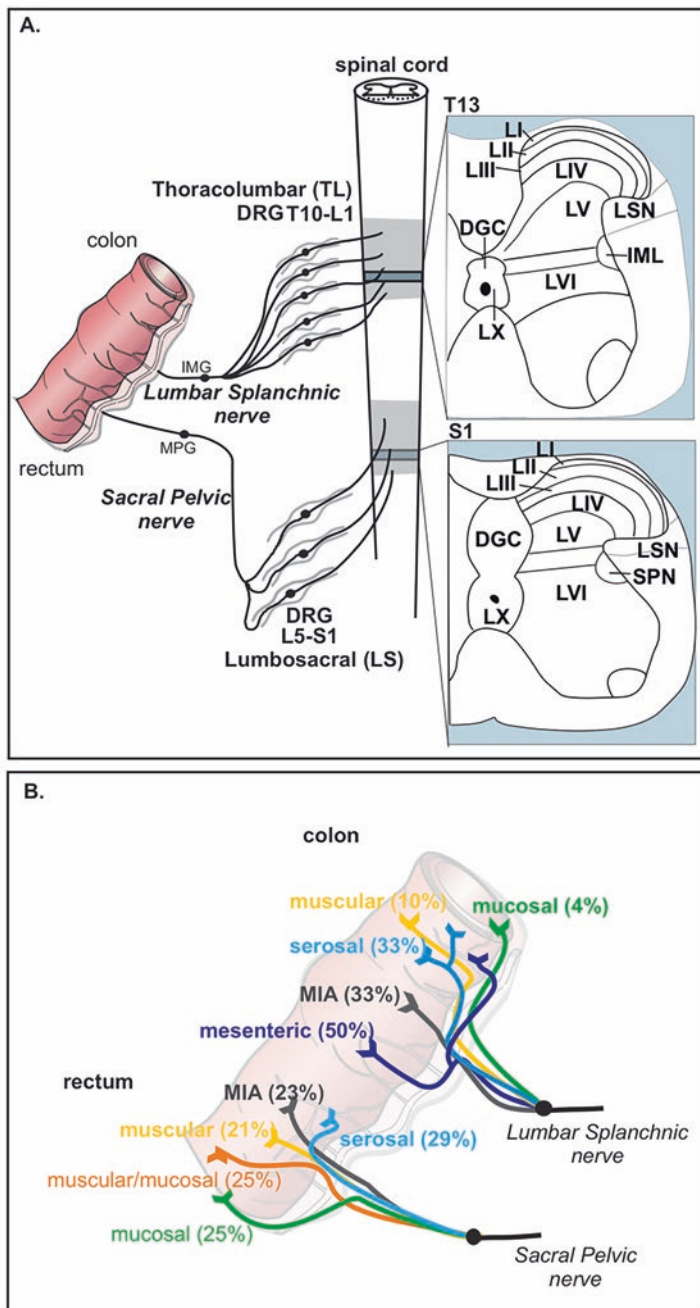 A.
spinal cord
T13
LI
LII
LIII
LIV
LV
LSN
DGC
IML
LVI
LX
Thoracolumbar (TL)
DRG T10-L1
colon
IMG
Lumbar Splanchnic
nerve
rectum
MPG
Sacral Pelvic
nerve
S1
LI
LII
LIII
LIV
LV
DGC
LSN
SPN
LVI
LX
DRG
L5-S1
Lumbosacral (LS)
B.
colon
muscular (10%)
mucosal (4%)
serosal (33%)
MIA (33%)
mesenteric (50%)
rectum
MIA (23%)
muscular (21%)
serosal (29%)
Lumbar Splanchnic
nerve
muscular/mucosal (25%)
mucosal (25%)
Sacral Pelvic
nerve